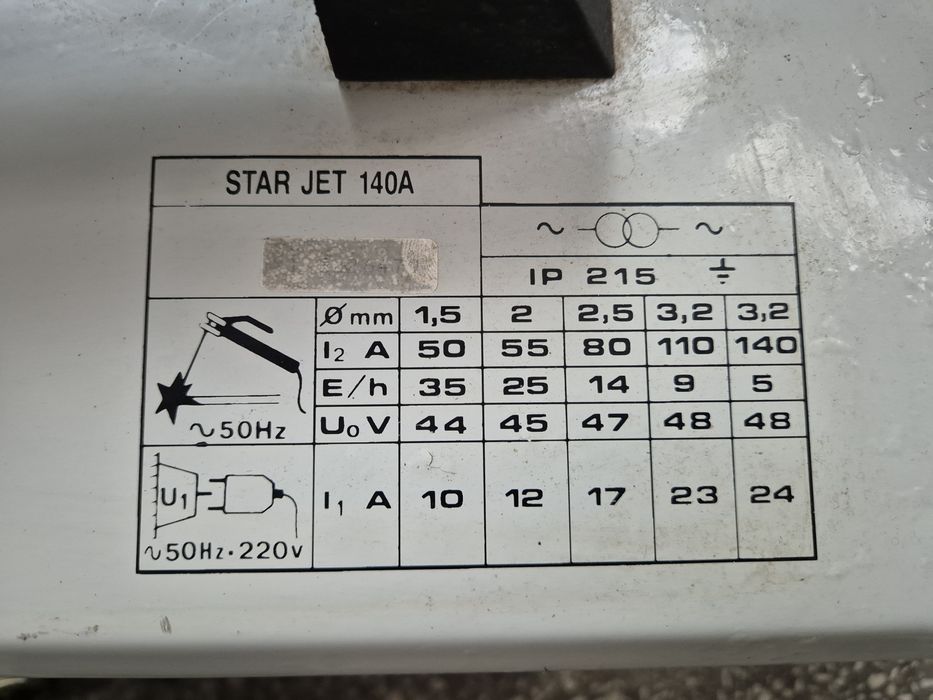 STAR JET 140A
~ ~
IP 215
Ø mm 1,5 2 2,5 3,2 3,2
I₂ A 50 55 80 110 140
E/h 35 25 14 9 5
U₀ V 44 45 47 48 48
~50Hz
U₁
I₁ A 10 12 17 23 24
~50Hz·220v